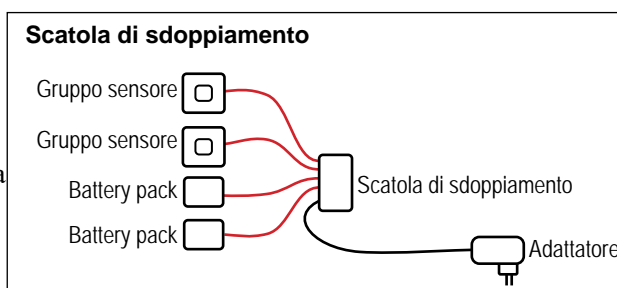 Scatola di sdoppiamento
Gruppo sensore
Gruppo sensore
a
Battery pack
Scatola di sdoppiamento
Battery pack
Adattatore